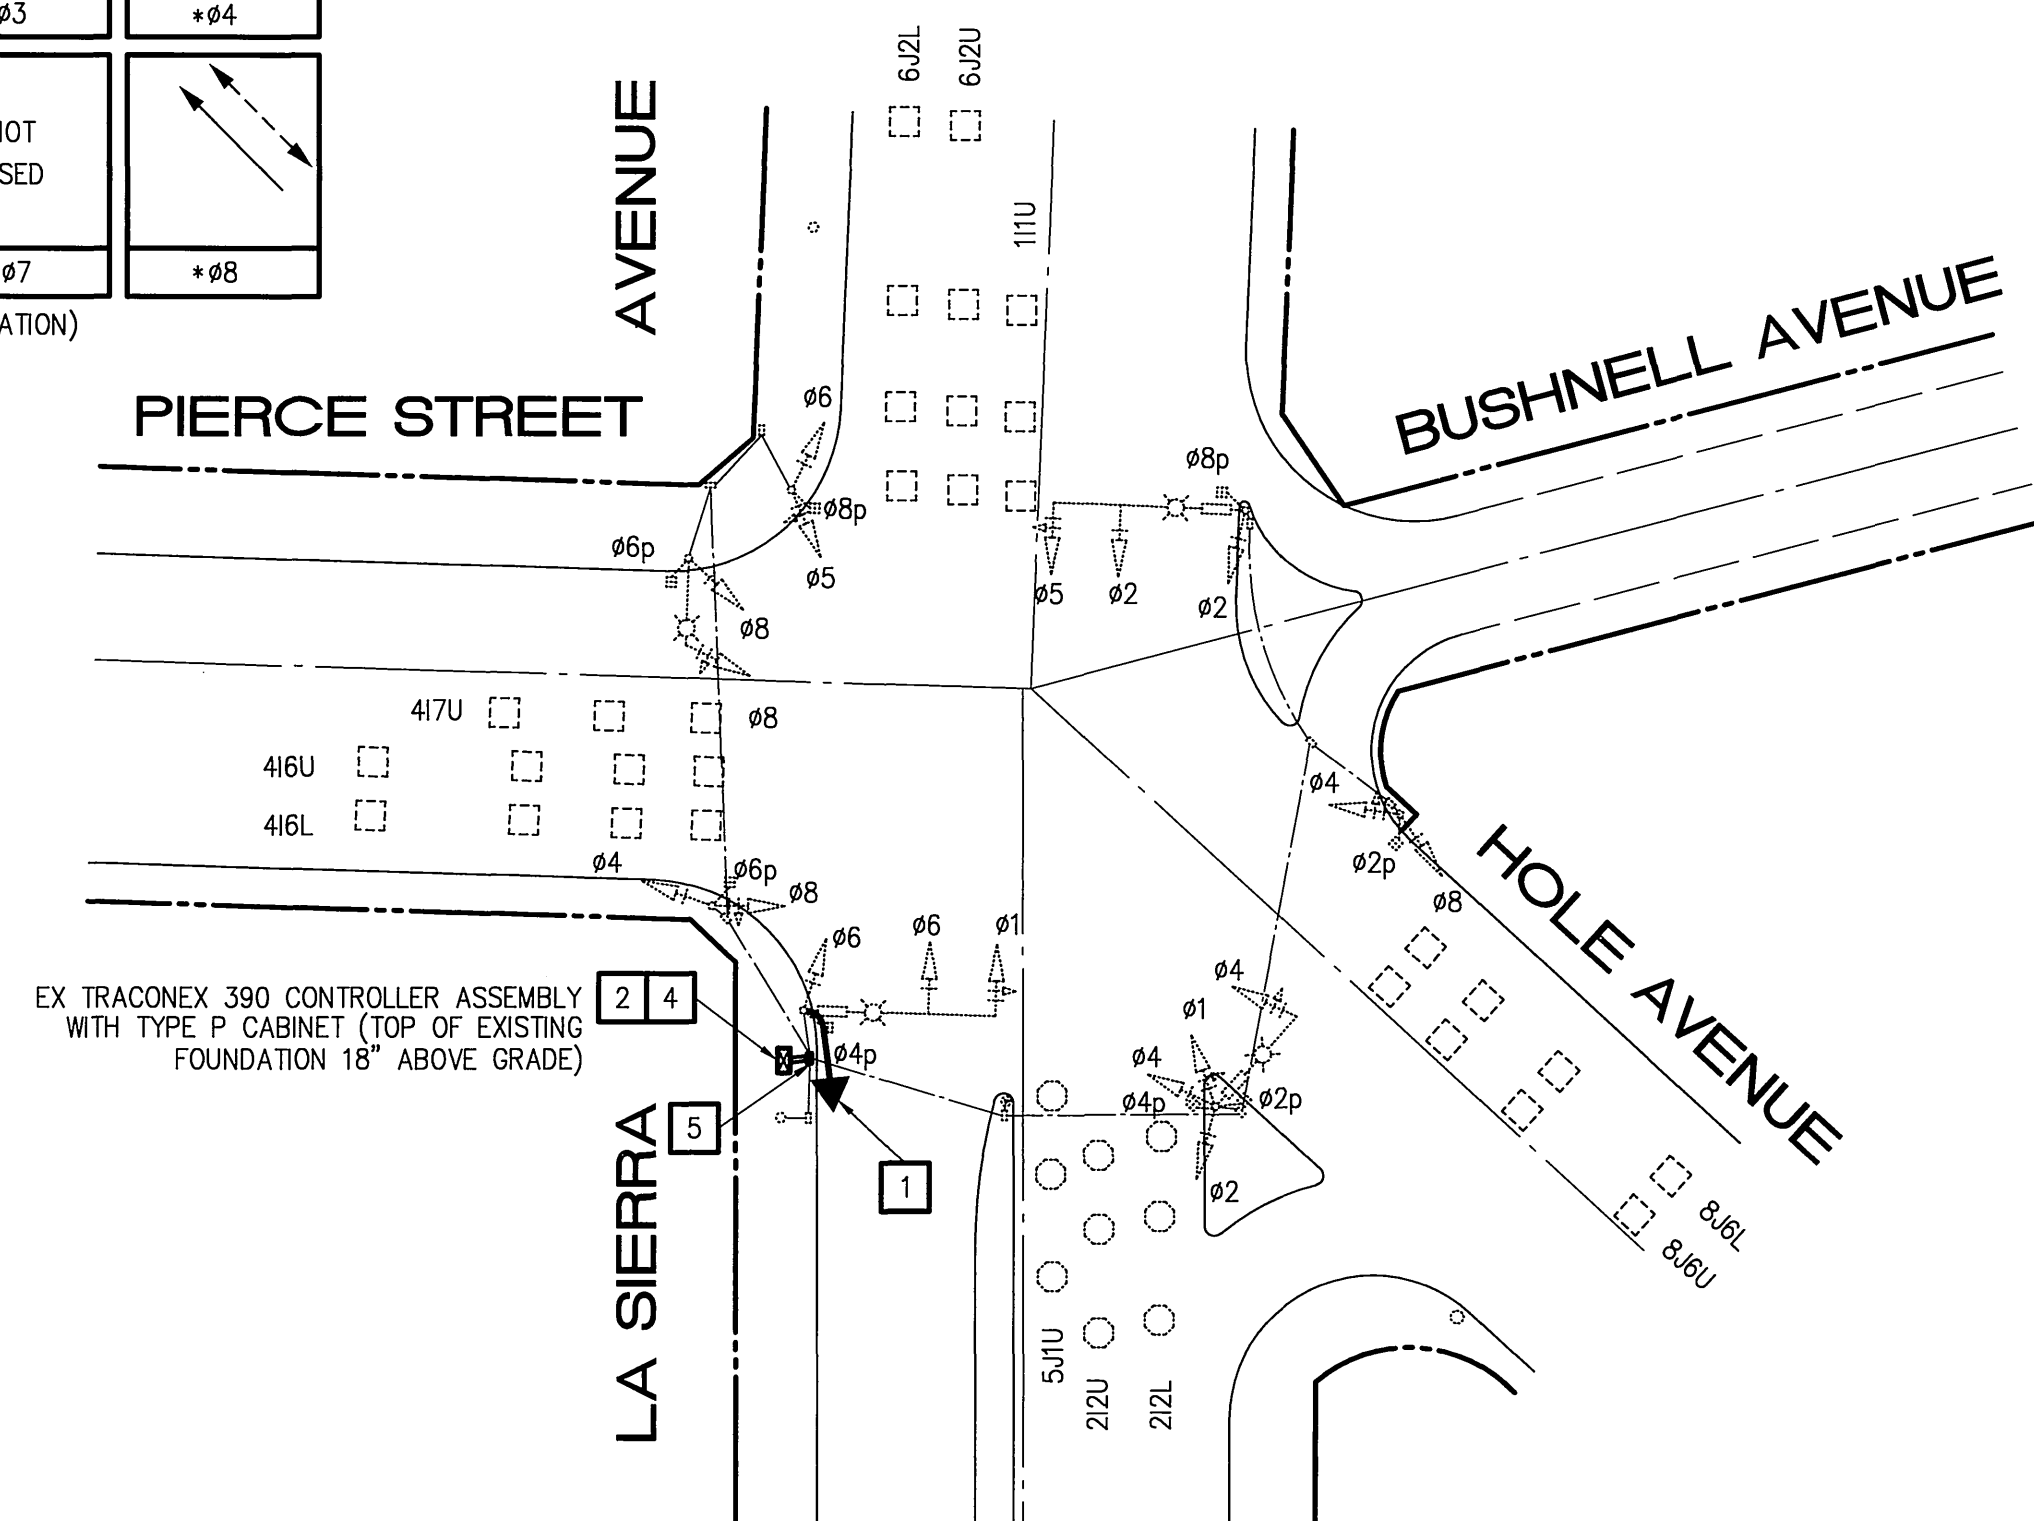 ø3
*ø4
ø7
*ø8
AVENUE
PIERCE STREET
BUSHNELL AVENUE
HOLE AVENUE
LA SIERRA
6J2L
6J2U
1I1U
ø6
ø8p
ø5
ø6p
ø8
ø8p
ø5
ø2
ø2
4I7U
ø8
4I6U
4I6L
ø4
ø6p
ø8
ø4
ø2p
ø8
ø6
ø6
ø1
EX TRACONEX 390 CONTROLLER ASSEMBLY
WITH TYPE P CABINET (TOP OF EXISTING
FOUNDATION 18" ABOVE GRADE)
2 4
ø4p
5
1
ø4
ø1
ø4
ø4p
ø2p
ø2
5J1U
2I2U
2I2L
8J6L
8J6U